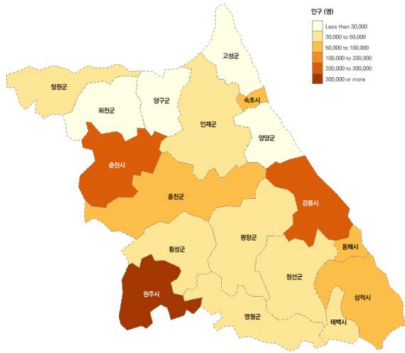 인구 (명)
Less than 30,000
30,000 to 50,000
50,000 to 100,000
100,000 to 200,000
200,000 to 300,000
300,000 or more
고성군
철원군
화천군
양구군
속초시
인제군
양양군
춘천시
홍천군
강릉시
평창군
동해시
횡성군
정선군
원주시
삼척시
영월군
태백시